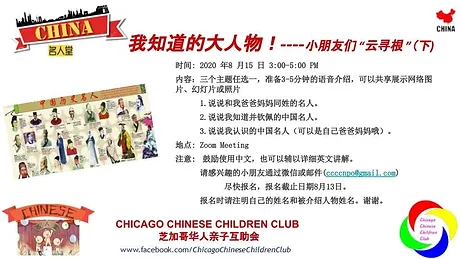 CHINA
名人堂
CHINA
我知道的大人物！----小朋友们“云寻根”(下)
时间: 2020 年8 月 15 日 3:00-5:00 PM
内容：三个主题任选一，准备3-5分钟的语音介绍，可以共享展示网络图
片、幻灯片或照片
1.说说和我爸爸妈妈同姓的名人。
2.说说我知道并钦佩的中国名人。
3.说说我认识的中国名人（可以是自己爸爸妈妈哦）。
地点: Zoom Meeting
注意: 鼓励使用中文，也可以辅以详细英文讲解。
请感兴趣的小朋友通过微信或邮件(ccccnpo@gmail.com)
尽快报名，报名截止日期8月13日。
报名时请注明自己的姓名和被介绍人物姓名。谢谢。
中国历史名人
CHINESE
CHICAGO CHINESE CHILDREN CLUB
芝加哥华人亲子互助会
www.facebook.com/ChicagoChineseChildrenClub
Chicago
Chinese
Children
Club